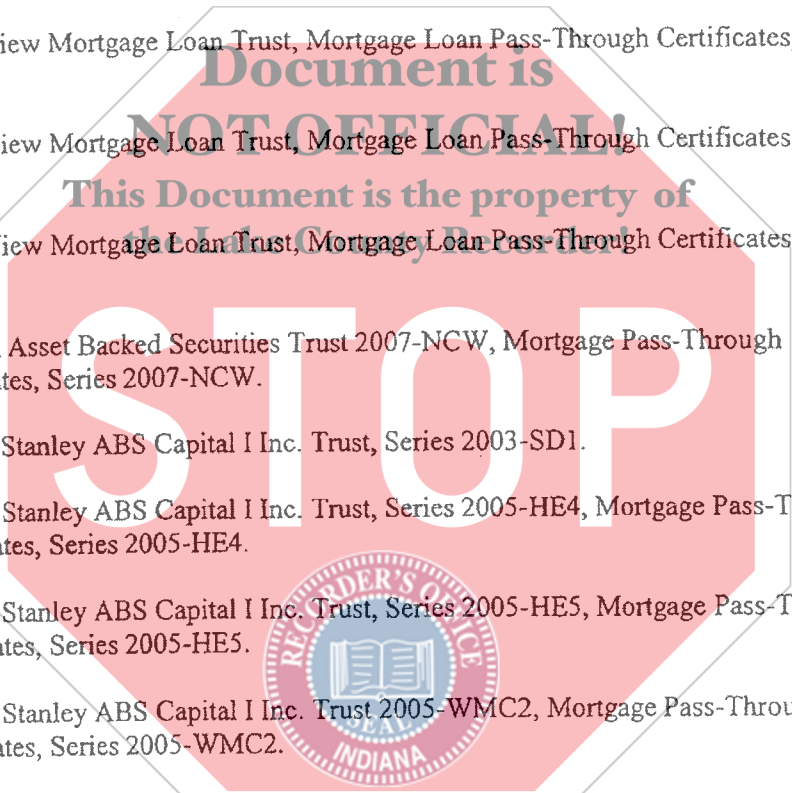 iew Mortgage Loan Trust, Mortgage Loan Pass-Through Certificates
Document is
NOT OFFICIAL!
iew Mortgage Loan Trust, Mortgage Loan Pass-Through Certificates
This Document is the property of
the Lake County Recorder!
iew Mortgage Loan Trust, Mortgage Loan Pass-Through Certificates
STOP
Asset Backed Securities Trust 2007-NCW, Mortgage Pass-Through
tes, Series 2007-NCW.
Stanley ABS Capital I Inc. Trust, Series 2003-SD1.
Stanley ABS Capital I Inc. Trust, Series 2005-HE4, Mortgage Pass-T
tes, Series 2005-HE4.
RECORDER'S OFFICE
Stanley ABS Capital I Inc. Trust, Series 2005-HE5, Mortgage Pass-T
tes, Series 2005-HE5.
Stanley ABS Capital I Inc. Trust 2005-WMC2, Mortgage Pass-Throu
SEAL
tes, Series 2005-WMC2.
INDIANA